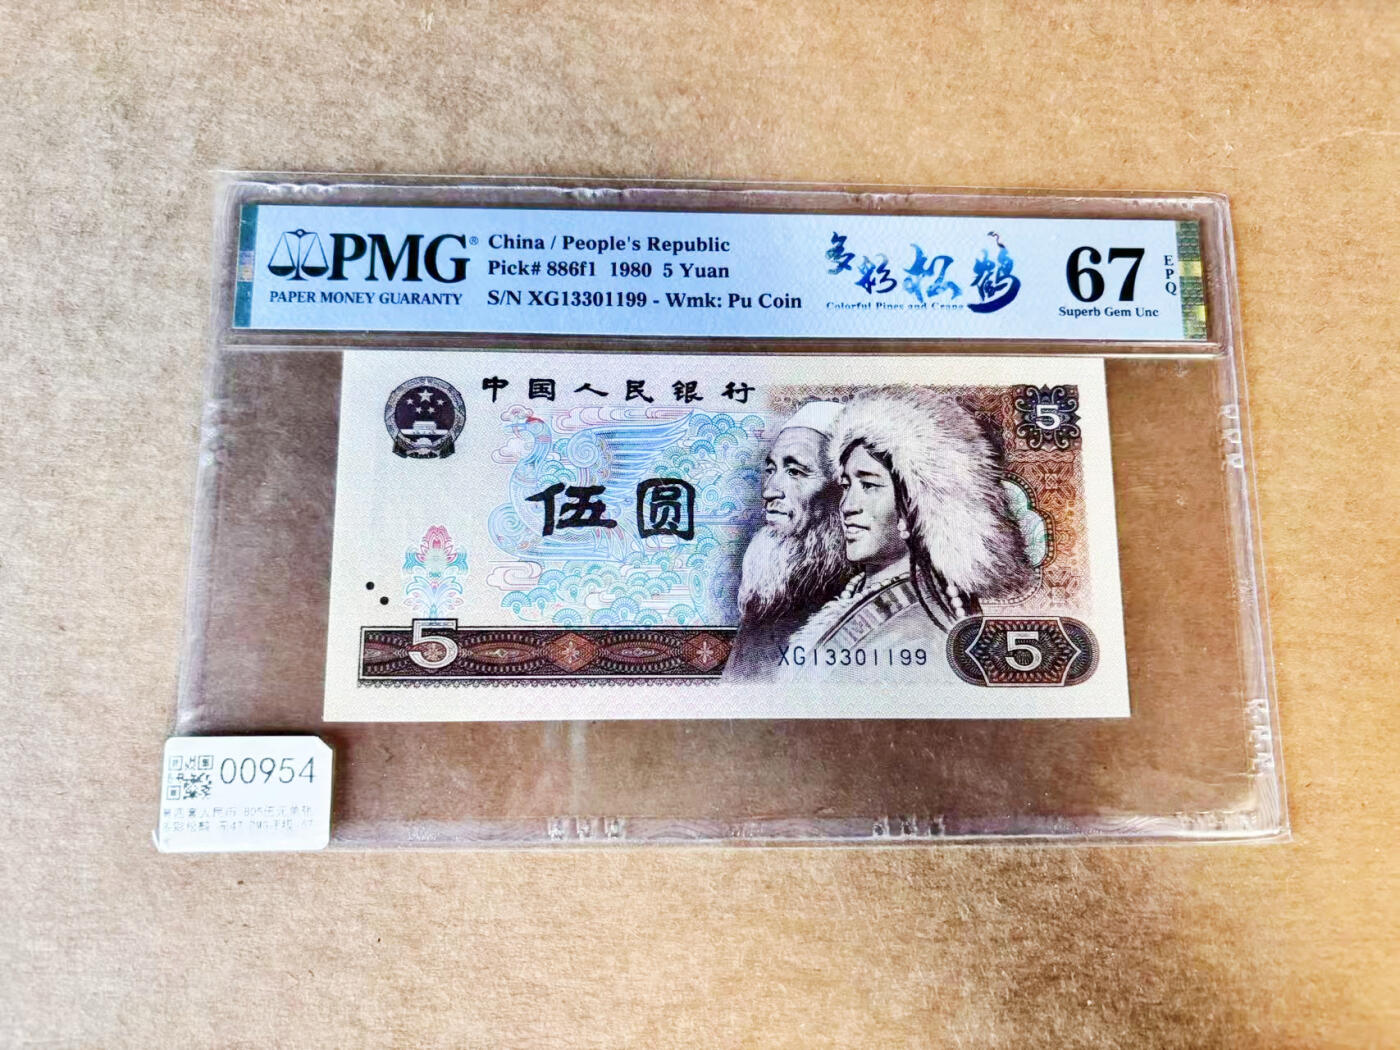 PMG®
PAPER MONEY GUARANTY
China / People's Republic
Pick# 886f1 1980 5 Yuan
S/N XG13301199 - Wmk: Pu Coin
多彩松鹤
Colorful Pines and Crane
67
EPQ
Superb Gem Unc
中国人民银行
5
伍圆
5
XG13301199
5
00954